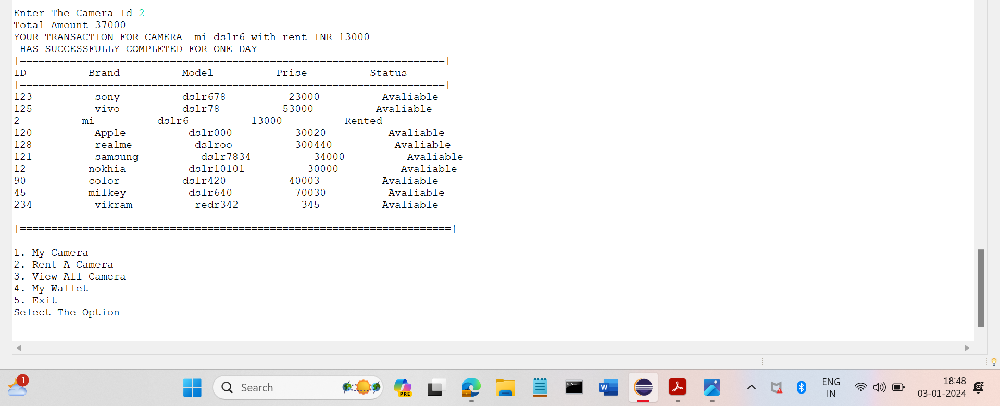 Enter The Camera Id 2
Total Amount 37000
YOUR TRANSACTION FOR CAMERA -mi dslr6 with rent INR 13000
HAS SUCCESSFULLY COMPLETED FOR ONE DAY
|====================================================================|
ID Brand Model Prise Status
|====================================================================|
123 sony dslr678 23000 Avaliable
125 vivo dslr78 53000 Avaliable
2 mi dslr6 13000 Rented
120 Apple dslr000 30020 Avaliable
128 realme dslroo 300440 Avaliable
121 samsung dslr7834 34000 Avaliable
12 nokhia dslr10101 30000 Avaliable
90 color dslr420 40003 Avaliable
45 milkey dslr640 70030 Avaliable
234 vikram redr342 345 Avaliable
|=====================================================================|
1. My Camera
2. Rent A Camera
3. View All Camera
4. My Wallet
5. Exit
Select The Option
1 Search PRE W ENG 18:48
IN 03-01-2024